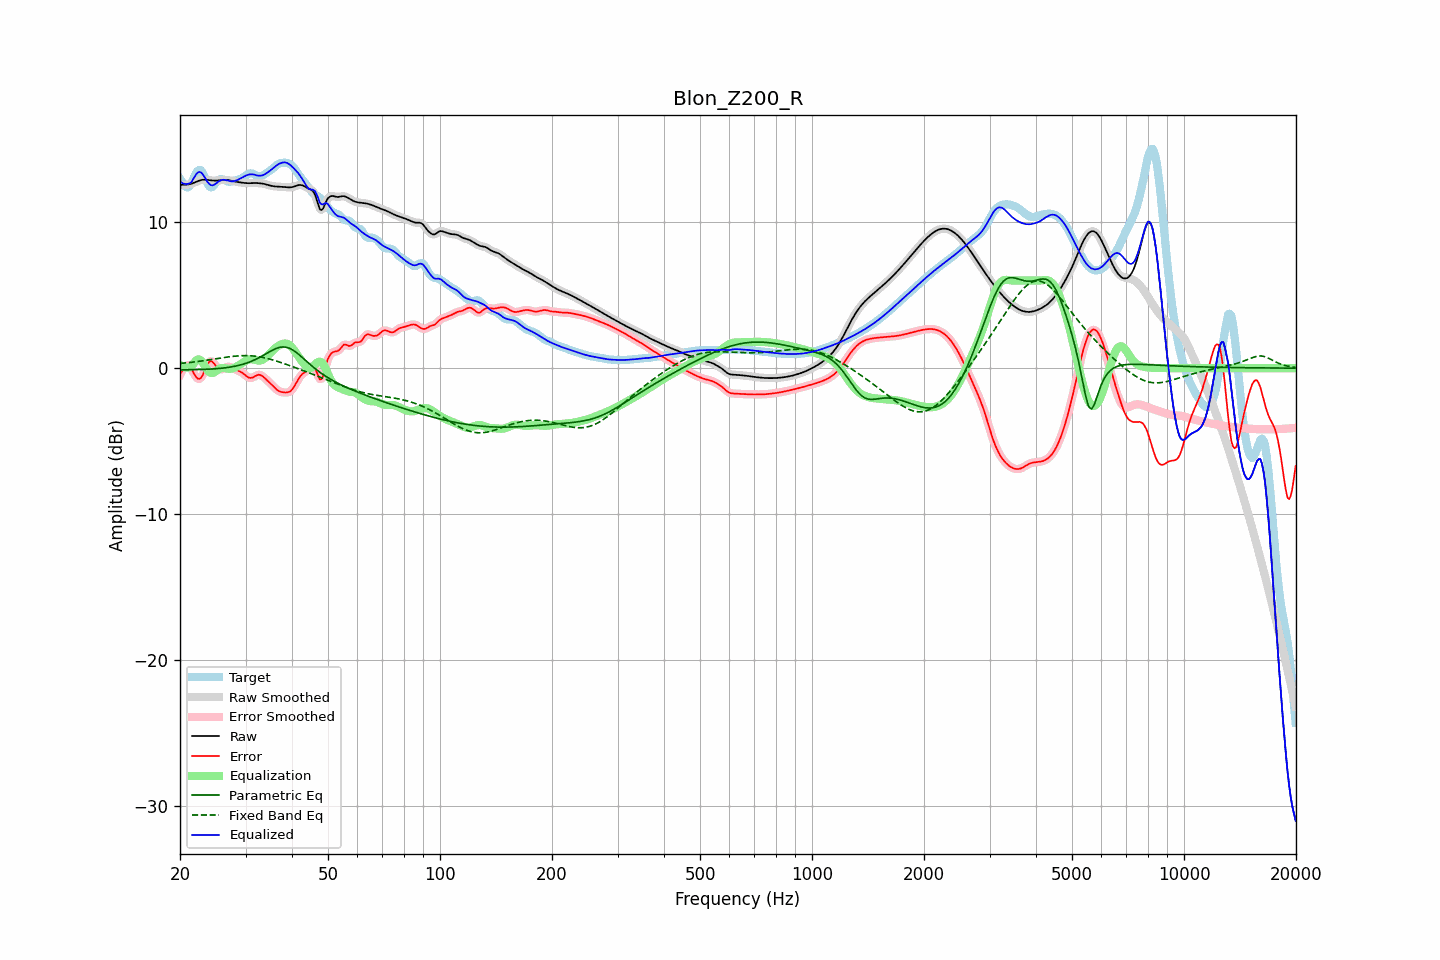 Blon_Z200_R
Amplitude (dBr)
10
0
−10
−20
−30
Target
Raw Smoothed
Error Smoothed
Raw
Error
Equalization
Parametric Eq
Fixed Band Eq
Equalized
20 50 100 200 500 1000 2000 5000 10000 20000
Frequency (Hz)